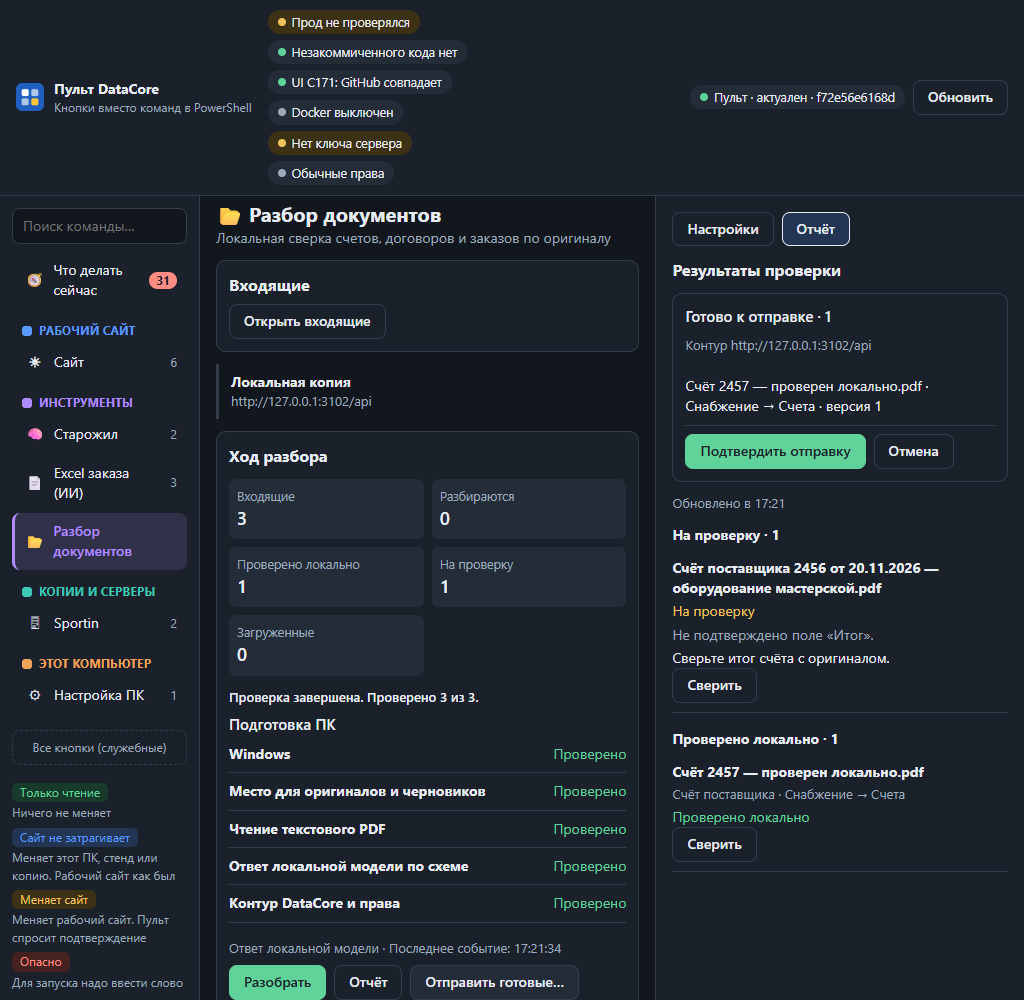 Пульт DataCore
Кнопки вместо команд в PowerShell
Прод не проверялся
Незакоммиченного кода нет
UI C171: GitHub совпадает
Docker выключен
Нет ключа сервера
Обычные права
Пульт · актуален · f72e56e6168d
Обновить
Поиск команды...
Что делать
сейчас
31
РАБОЧИЙ САЙТ
Сайт 6
ИНСТРУМЕНТЫ
Старожил 2
Excel заказа
(ИИ)
3
Разбор
документов
КОПИИ И СЕРВЕРЫ
Sportin 2
ЭТОТ КОМПЬЮТЕР
Настройка ПК 1
Все кнопки (служебные)
Только чтение
Ничего не меняет
Сайт не затрагивает
Меняет этот ПК, стенд или
копию. Рабочий сайт как был
Меняет сайт
Меняет рабочий сайт. Пульт
спросит подтверждение
Опасно
Для запуска надо ввести слово
Разбор документов
Локальная сверка счетов, договоров и заказов по оригиналу
Входящие
Открыть входящие
Локальная копия
http://127.0.0.1:3102/api
Ход разбора
Входящие
3
Разбираются
0
Проверено локально
1
На проверку
1
Загруженные
0
Проверка завершена. Проверено 3 из 3.
Подготовка ПК
Windows Проверено
Место для оригиналов и черновиков Проверено
Чтение текстового PDF Проверено
Ответ локальной модели по схеме Проверено
Контур DataCore и права Проверено
Ответ локальной модели · Последнее событие: 17:21:34
Разобрать Отчёт Отправить готовые...
Настройки Отчёт
Результаты проверки
Готово к отправке · 1
Контур http://127.0.0.1:3102/api
Счёт 2457 — проверен локально.pdf ·
Снабжение → Счета · версия 1
Подтвердить отправку Отмена
Обновлено в 17:21
На проверку · 1
Счёт поставщика 2456 от 20.11.2026 —
оборудование мастерской.pdf
На проверку
Не подтверждено поле «Итог».
Сверьте итог счёта с оригиналом.
Сверить
Проверено локально · 1
Счёт 2457 — проверен локально.pdf
Счёт поставщика · Снабжение → Счета
Проверено локально
Сверить